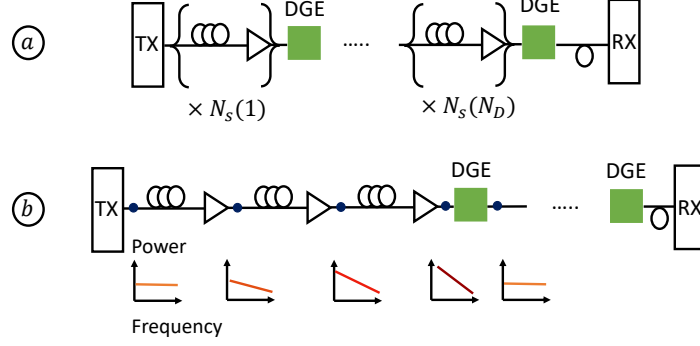 a
TX
DGE
.....
DGE
RX
× N_s(1)
× N_s(N_D)
b
TX
DGE
.....
DGE
RX
Power
Frequency